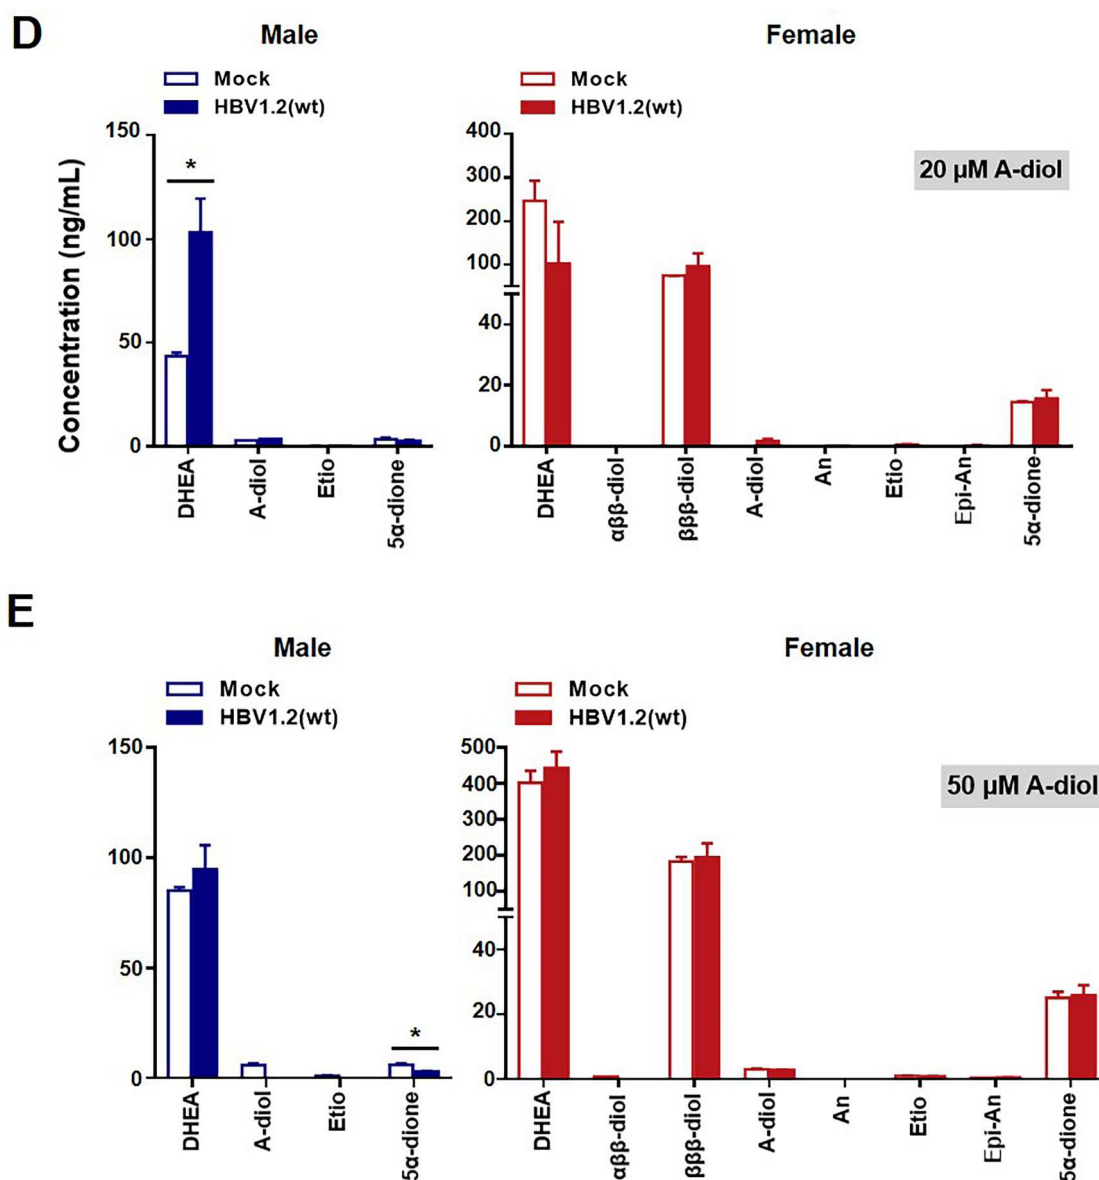 D
Male
Female
Mock
HBV1.2(wt)
Mock
HBV1.2(wt)
20 µM A-diol
Concentration (ng/mL)
150
100
50
0
*
DHEA
A-diol
Etio
5α-dione
400
300
200
100
40
20
0
DHEA
αββ-diol
βββ-diol
A-diol
An
Etio
Epi-An
5α-dione
E
Male
Female
Mock
HBV1.2(wt)
Mock
HBV1.2(wt)
50 µM A-diol
150
100
50
0
*
DHEA
A-diol
Etio
5α-dione
500
400
300
200
100
40
20
0
DHEA
αββ-diol
βββ-diol
A-diol
An
Etio
Epi-An
5α-dione